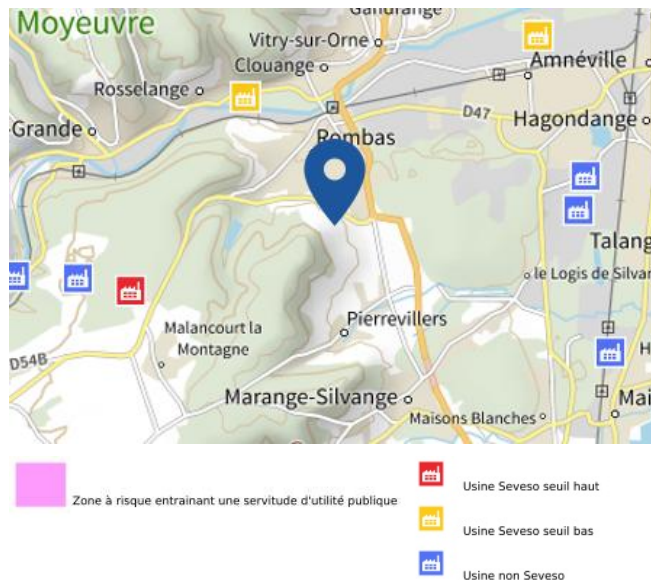 Moyeuvre
Gandrange
Vitry-sur-Orne
Clouange
Amnéville
Rosselange
D47
Grande
Hagondange
Rombas
Talang
le Logis de Silvan
Malancourt la
Montagne
Pierrevillers
D54B
H
Marange-Silvange
Maisons Blanches
Mai
Zone à risque entrainant une servitude d'utilité publique
Usine Seveso seuil haut
Usine Seveso seuil bas
Usine non Seveso